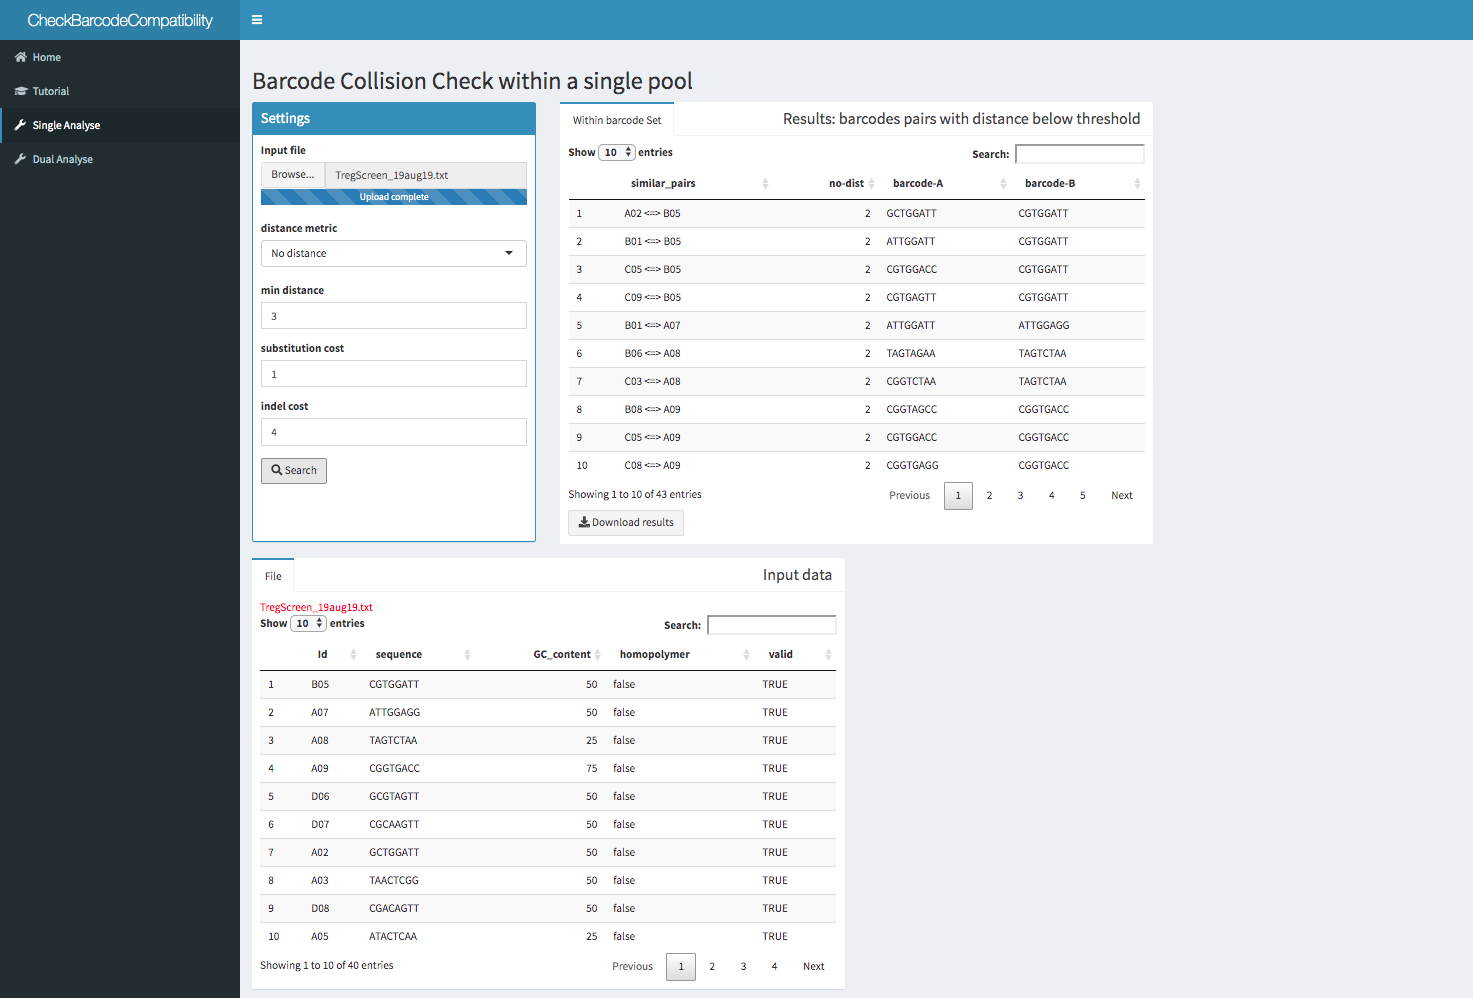 CheckBarcodeCompatibility
Home
Tutorial
Single Analyse
Dual Analyse
Barcode Collision Check within a single pool
Settings
Input file
Browse... TregScreen_19aug19.txt
Upload complete
distance metric
No distance
min distance
3
substitution cost
1
indel cost
4
Search
Within barcode Set Results: barcodes pairs with distance below threshold
Show 10 entries Search:
similar_pairs no-dist barcode-A barcode-B
1 A02 <=> B05 2 GCTGGATT CGTGGATT
2 B01 <=> B05 2 ATTGGATT CGTGGATT
3 C05 <=> B05 2 CGTGGACC CGTGGATT
4 C09 <=> B05 2 CGTGAGTT CGTGGATT
5 B01 <=> A07 2 ATTGGATT ATTGGAGG
6 B06 <=> A08 2 TAGTAGAA TAGTCTAA
7 C03 <=> A08 2 CGGTCTAA TAGTCTAA
8 B08 <=> A09 2 CGGTAGCC CGGTGACC
9 C05 <=> A09 2 CGTGGACC CGGTGACC
10 C08 <=> A09 2 CGGTGAGG CGGTGACC
Showing 1 to 10 of 43 entries Previous 1 2 3 4 5 Next
Download results
File Input data
TregScreen_19aug19.txt
Show 10 entries Search:
Id sequence GC_content homopolymer valid
1 B05 CGTGGATT 50 false TRUE
2 A07 ATTGGAGG 50 false TRUE
3 A08 TAGTCTAA 25 false TRUE
4 A09 CGGTGACC 75 false TRUE
5 D06 GCGTAGTT 50 false TRUE
6 D07 CGCAAGTT 50 false TRUE
7 A02 GCTGGATT 50 false TRUE
8 A03 TAACTCGG 50 false TRUE
9 D08 CGACAGTT 50 false TRUE
10 A05 ATACTCAA 25 false TRUE
Showing 1 to 10 of 40 entries Previous 1 2 3 4 Next